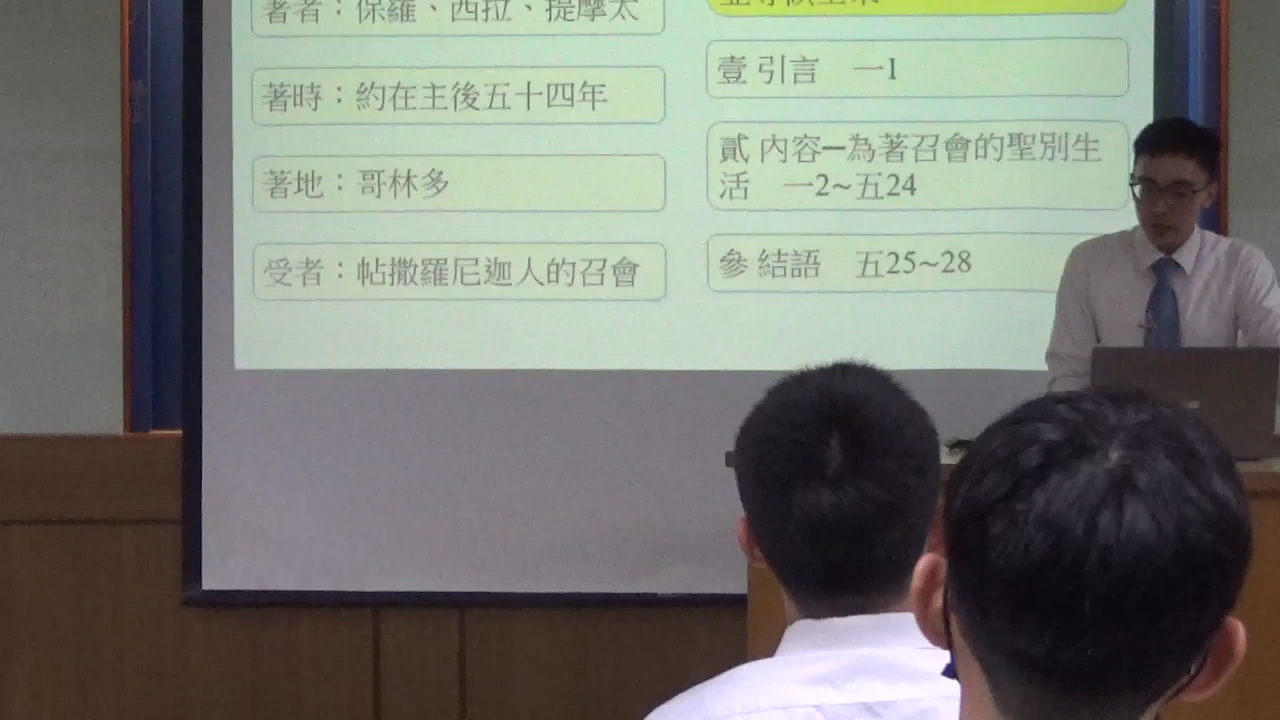 著者：保羅、西拉、提摩太
著時：約在主後五十四年
著地：哥林多
受者：帖撒羅尼迦人的召會
壹 引言 一1
貳 內容─為著召會的聖別生
活 一2~五24
參 結語 五25~28